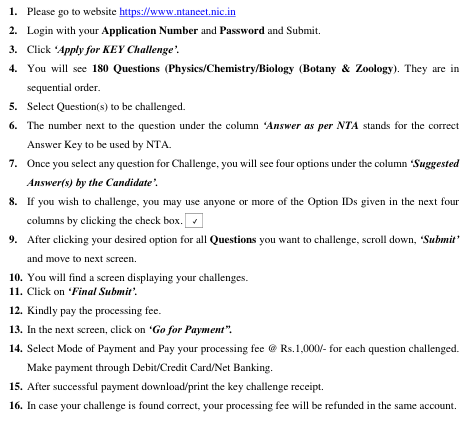 1. Please go to website https://www.ntaneet.nic.in
2. Login with your Application Number and Password and Submit.
3. Click ‘Apply for KEY Challenge’.
4. You will see 180 Questions (Physics/Chemistry/Biology (Botany & Zoology). They are in
sequential order.
5. Select Question(s) to be challenged.
6. The number next to the question under the column ‘Answer as per NTA stands for the correct
Answer Key to be used by NTA.
7. Once you select any question for Challenge, you will see four options under the column ‘Suggested
Answer(s) by the Candidate’.
8. If you wish to challenge, you may use anyone or more of the Option IDs given in the next four
columns by clicking the check box. ✓
9. After clicking your desired option for all Questions you want to challenge, scroll down, ‘Submit’
and move to next screen.
10. You will find a screen displaying your challenges.
11. Click on ‘Final Submit’.
12. Kindly pay the processing fee.
13. In the next screen, click on ‘Go for Payment”.
14. Select Mode of Payment and Pay your processing fee @ Rs.1,000/- for each question challenged.
Make payment through Debit/Credit Card/Net Banking.
15. After successful payment download/print the key challenge receipt.
16. In case your challenge is found correct, your processing fee will be refunded in the same account.